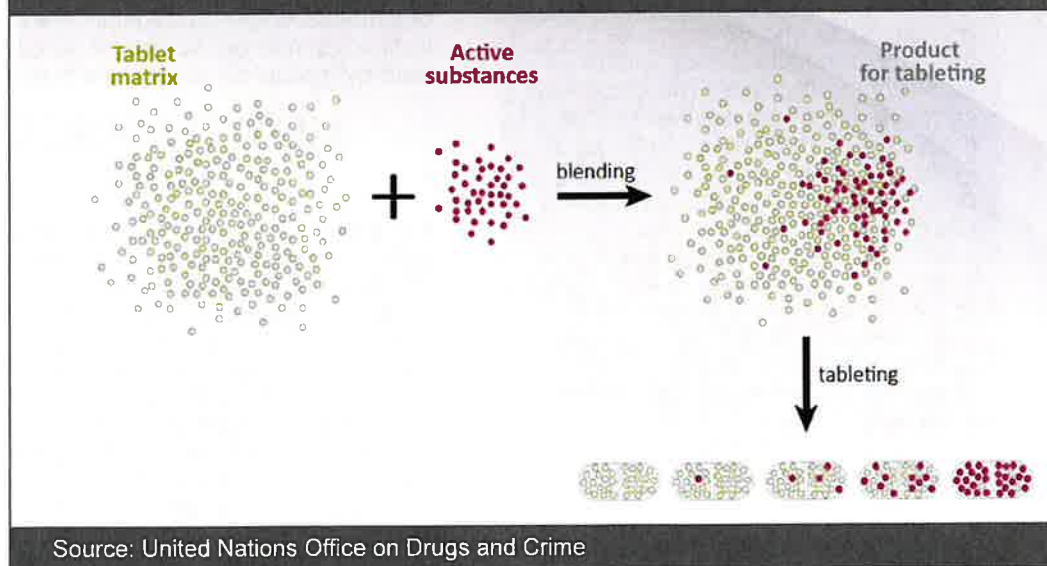 Tablet
matrix
Active
substances
Product
for tableting
blending
tableting
Source: United Nations Office on Drugs and Crime